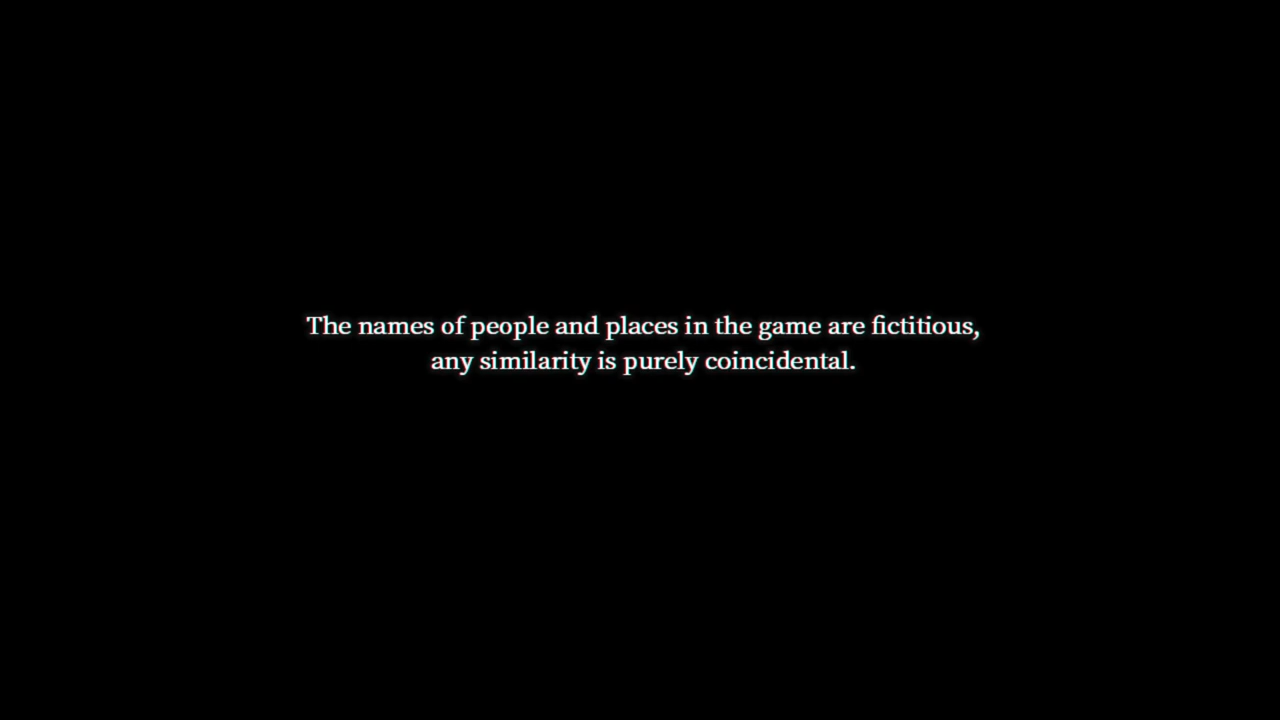 The names of people and places in the game are fictitious,
any similarity is purely coincidental.